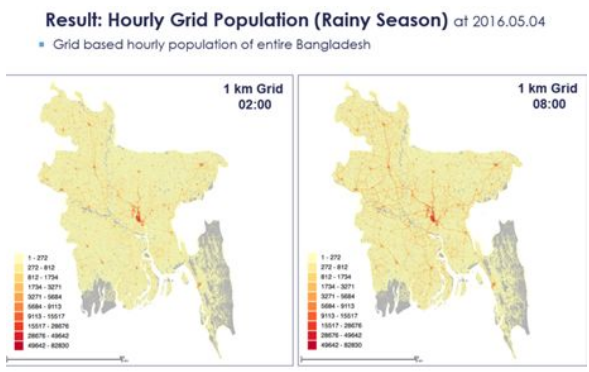 Result: Hourly Grid Population (Rainy Season) at 2016.05.04
Grid based hourly population of entire Bangladesh
1 km Grid
02:00
1 - 272
272 - 812
812 - 1734
1734 - 3271
3271 - 5684
5684 - 9113
9113 - 15517
15517 - 28676
28676 - 49642
49642 - 82830
1 km Grid
08:00
1 - 272
272 - 812
812 - 1734
1734 - 3271
3271 - 5684
5684 - 9113
9113 - 15517
15517 - 28676
28676 - 49642
49642 - 82830